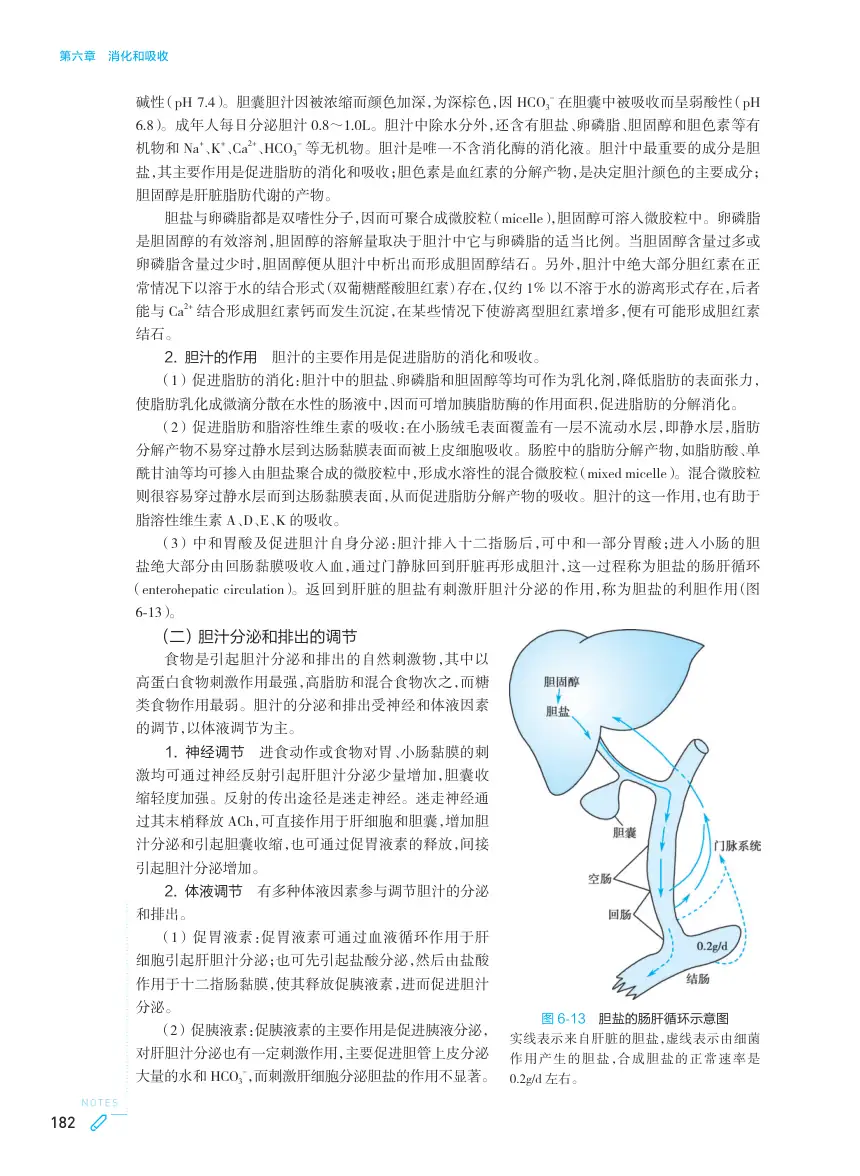 第六章 消化和吸收
碱性(pH 7.4)。胆囊胆汁因被浓缩而颜色加深,为深棕色,因 HCO₃⁻ 在胆囊中被吸收而呈弱酸性(pH
6.8)。成年人每日分泌胆汁 0.8～1.0L。胆汁中除水分外,还含有胆盐、卵磷脂、胆固醇和胆色素等有
机物和 Na⁺、K⁺、Ca²⁺、HCO₃⁻ 等无机物。胆汁是唯一不含消化酶的消化液。胆汁中最重要的成分是胆
盐,其主要作用是促进脂肪的消化和吸收;胆色素是血红素的分解产物,是决定胆汁颜色的主要成分;
胆固醇是肝脏脂肪代谢的产物。
胆盐与卵磷脂都是双嗜性分子,因而可聚合成微胶粒(micelle),胆固醇可溶入微胶粒中。卵磷脂
是胆固醇的有效溶剂,胆固醇的溶解量取决于胆汁中它与卵磷脂的适当比例。当胆固醇含量过多或
卵磷脂含量过少时,胆固醇便从胆汁中析出而形成胆固醇结石。另外,胆汁中绝大部分胆红素在正
常情况下以溶于水的结合形式(双葡糖醛酸胆红素)存在,仅约 1% 以不溶于水的游离形式存在,后者
能与 Ca²⁺ 结合形成胆红素钙而发生沉淀,在某些情况下使游离型胆红素增多,便有可能形成胆红素
结石。
2. 胆汁的作用 胆汁的主要作用是促进脂肪的消化和吸收。
(1)促进脂肪的消化:胆汁中的胆盐、卵磷脂和胆固醇等均可作为乳化剂,降低脂肪的表面张力,
使脂肪乳化成微滴分散在水性的肠液中,因而可增加胰脂肪酶的作用面积,促进脂肪的分解消化。
(2)促进脂肪和脂溶性维生素的吸收:在小肠绒毛表面覆盖有一层不流动水层,即静水层,脂肪
分解产物不易穿过静水层到达肠黏膜表面而被上皮细胞吸收。肠腔中的脂肪分解产物,如脂肪酸、单
酰甘油等均可掺入由胆盐聚合成的微胶粒中,形成水溶性的混合微胶粒(mixed micelle)。混合微胶粒
则很容易穿过静水层而到达肠黏膜表面,从而促进脂肪分解产物的吸收。胆汁的这一作用,也有助于
脂溶性维生素 A、D、E、K 的吸收。
(3)中和胃酸及促进胆汁自身分泌:胆汁排入十二指肠后,可中和一部分胃酸;进入小肠的胆
盐绝大部分由回肠黏膜吸收入血,通过门静脉回到肝脏再形成胆汁,这一过程称为胆盐的肠肝循环
(enterohepatic circulation)。返回到肝脏的胆盐有刺激肝胆汁分泌的作用,称为胆盐的利胆作用(图
6-13)。
(二)胆汁分泌和排出的调节
食物是引起胆汁分泌和排出的自然刺激物,其中以
高蛋白食物刺激作用最强,高脂肪和混合食物次之,而糖
类食物作用最弱。胆汁的分泌和排出受神经和体液因素
的调节,以体液调节为主。
1. 神经调节 进食动作或食物对胃、小肠黏膜的刺
激均可通过神经反射引起肝胆汁分泌少量增加,胆囊收
缩轻度加强。反射的传出途径是迷走神经。迷走神经通
过其末梢释放 ACh,可直接作用于肝细胞和胆囊,增加胆
汁分泌和引起胆囊收缩,也可通过促胃液素的释放,间接
引起胆汁分泌增加。
2. 体液调节 有多种体液因素参与调节胆汁的分泌
和排出。
(1)促胃液素:促胃液素可通过血液循环作用于肝
细胞引起肝胆汁分泌;也可先引起盐酸分泌,然后由盐酸
作用于十二指肠黏膜,使其释放促胰液素,进而促进胆汁
分泌。
(2)促胰液素:促胰液素的主要作用是促进胰液分泌,
对肝胆汁分泌也有一定刺激作用,主要促进胆管上皮分泌
大量的水和 HCO₃⁻,而刺激肝细胞分泌胆盐的作用不显著。
胆固醇
胆盐
胆囊
门脉系统
空肠
回肠
0.2g/d
结肠
图 6-13 胆盐的肠肝循环示意图
实线表示来自肝脏的胆盐,虚线表示由细菌
作用产生的胆盐,合成胆盐的正常速率是
0.2g/d 左右。
NOTES
182